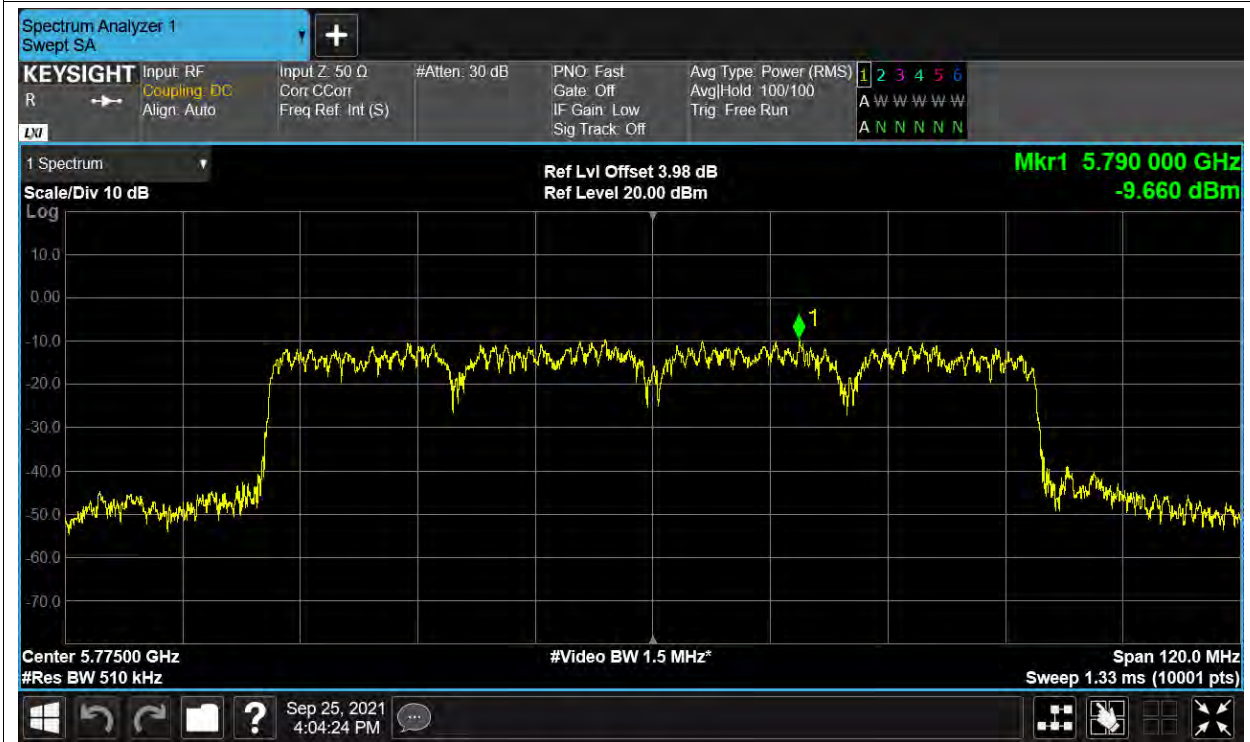 Spectrum Analyzer 1
Swept SA
KEYSIGHT
R
LXI
Input: RF
Coupling: DC
Align: Auto
Input Z: 50 Ω
Corr CCorr
Freq Ref: Int (S)
#Atten: 30 dB
PNO: Fast
Gate: Off
IF Gain: Low
Sig Track: Off
Avg Type: Power (RMS)
Avg|Hold: 100/100
Trig: Free Run
1 2 3 4 5 6
A W W W W W
A N N N N N
1 Spectrum
Scale/Div 10 dB
Ref Lvl Offset 3.98 dB
Ref Level 20.00 dBm
Mkr1 5.790 000 GHz
-9.660 dBm
Log
10.0
0.00
-10.0
-20.0
-30.0
-40.0
-50.0
-60.0
-70.0
1
Center 5.77500 GHz
#Res BW 510 kHz
#Video BW 1.5 MHz*
Span 120.0 MHz
Sweep 1.33 ms (10001 pts)
?
Sep 25, 2021
4:04:24 PM